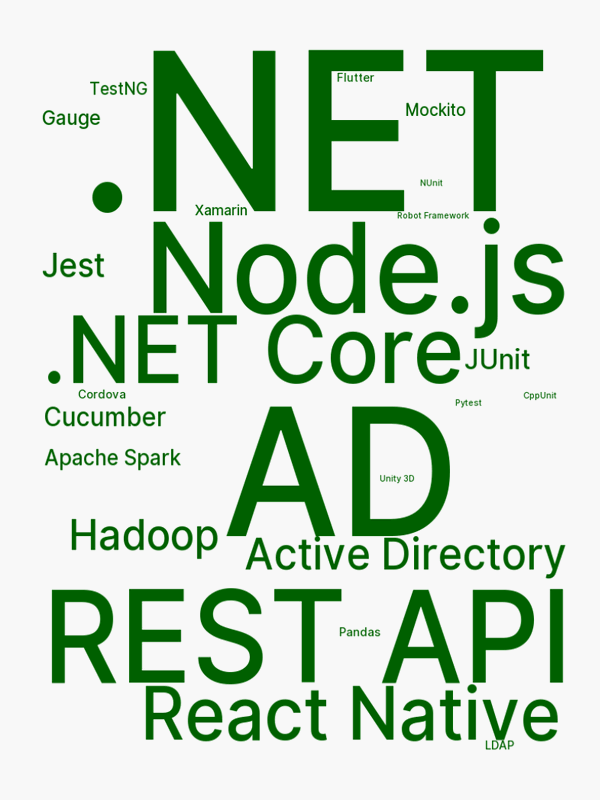 .NET
Flutter
TestNG
Mockito
Gauge
NUnit
Xamarin
Robot Framework
Node.js
Jest
.NET Core
JUnit
Cordova
CppUnit
Pytest
Cucumber
AD
Apache Spark
Unity 3D
Hadoop
Active Directory
REST API
Pandas
React Native
LDAP